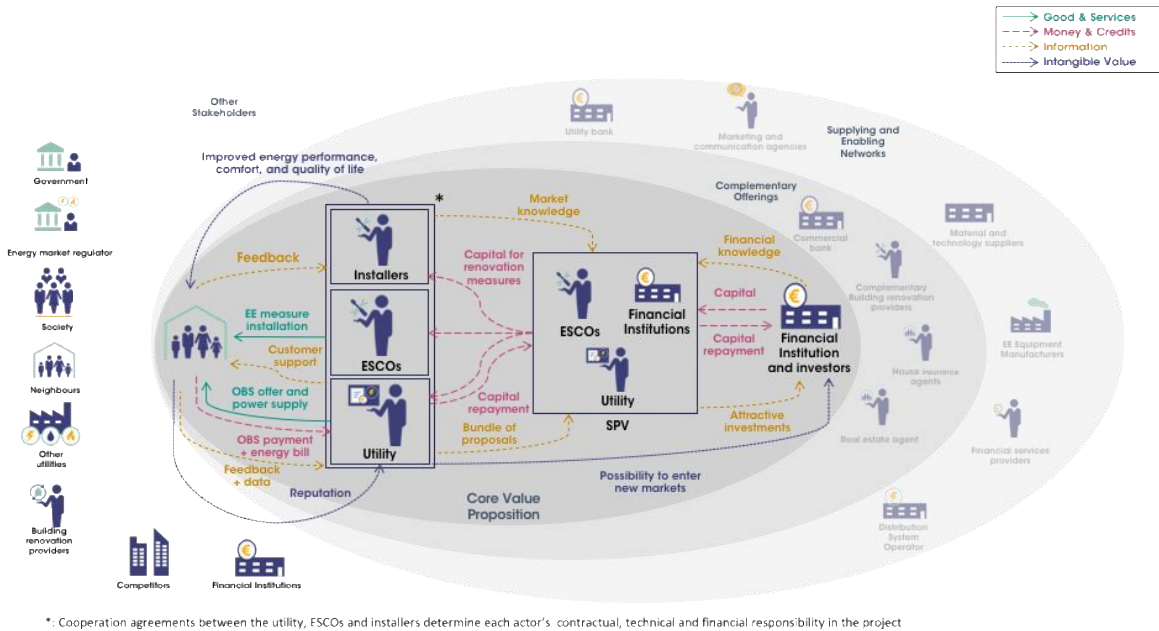 Good & Services
Money & Credits
Information
Intangible Value
Other
Stakeholders
Utility bank
Marketing and
communication agencies
Supplying and
Enabling
Networks
Government
Improved energy performance,
comfort, and quality of life
*
Market
knowledge
Complementary
Offerings
Commercial
bank
Material and
technology suppliers
Energy market regulator
Feedback
Installers
Capital for
renovation
measures
Financial
knowledge
Complementary
Building renovation
providers
Society
EE measure
installation
ESCOs
Financial
Institutions
Capital
Capital
repayment
Financial
Institution
and investors
EE Equipment
Manufacturers
Customer
support
ESCOs
House insurance
agents
Neighbours
OBS offer and
power supply
Capital
repayment
Utility
SPV
Attractive
investments
OBS payment
+ energy bill
Utility
Bundle of
proposals
Real estate agent
Financial services
providers
Other
utilities
Feedback
+ data
Reputation
Possibility to enter
new markets
Core Value
Proposition
Building
renovation
providers
Distribution
System
Operator
Competitors
Financial Institutions
*: Cooperation agreements between the utility, ESCOs and installers determine each actor's contractual, technical and financial responsibility in the project